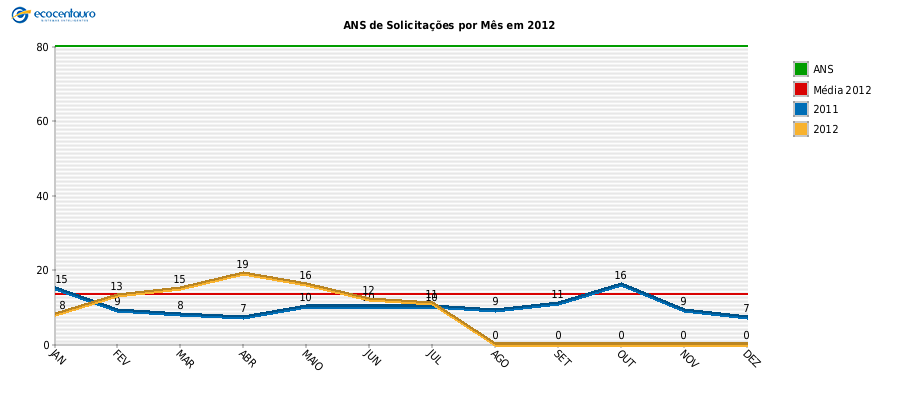 ecocentauro
ANS de Solicitações por Mês em 2012
80
60
40
20
0
15
9
8
7
10
10
10
9
11
16
9
7
8
13
15
19
16
12
11
0
0
0
0
0
JAN
FEV
MAR
ABR
MAIO
JUN
JUL
AGO
SET
OUT
NOV
DEZ
ANS
Média 2012
2011
2012